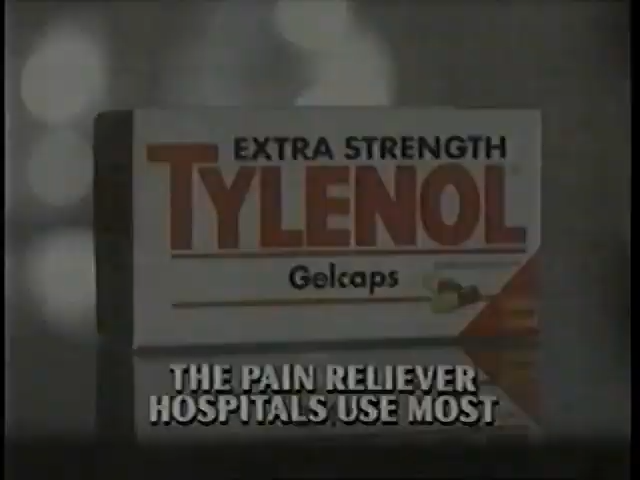 EXTRA STRENGTH
TYLENOL
Gelcaps
THE PAIN RELIEVER
HOSPITALS USE MOST